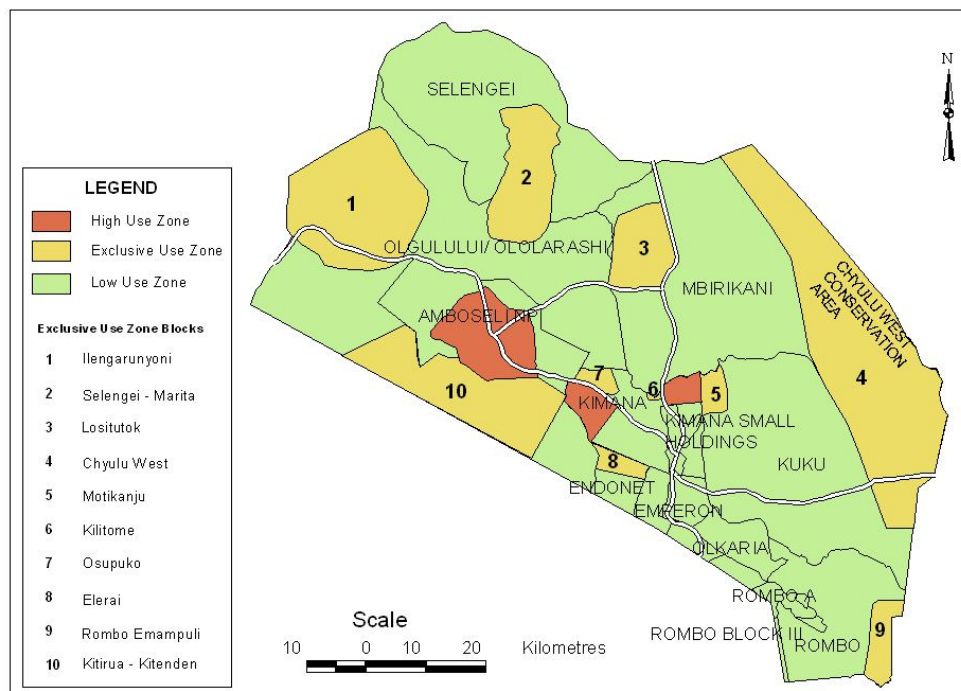 N
SELENGEI
LEGEND
High Use Zone
Exclusive Use Zone
Low Use Zone
Exclusive Use Zone Blocks
1 Ilengarunyoni
2 Selengei - Marita
3 Lositutok
4 Chyulu West
5 Motikanju
6 Kilitome
7 Osupuko
8 Elerai
9 Rombo Emampuli
10 Kitirua - Kitenden
1
2
3
OLGULULUI/ OLOLARASHI
MBIRIKANI
CHYULU WEST
CONSERVATION
AREA
4
AMBOSELI NP
10
7
6
5
KIMANA
KIMANA SMALL
HOLDINGS
KUKU
8
ENDONET
EMPERON
OLKARIA
ROMBO A
ROMBO BLOCK III
ROMBO
9
Scale
10 0 10 20
Kilometres